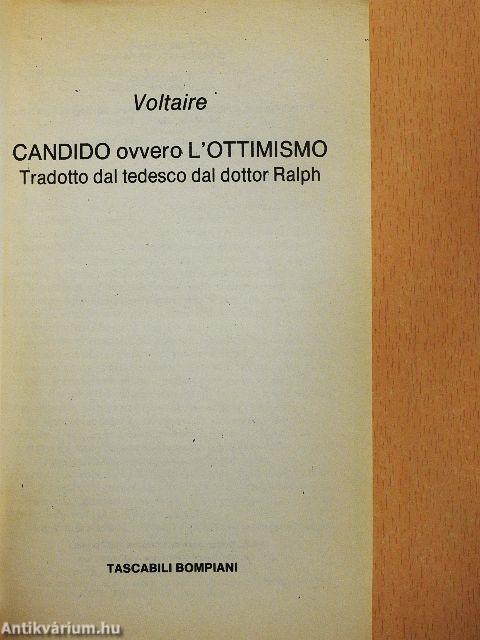 Voltaire
CANDIDO ovvero L'OTTIMISMO
Tradotto dal tedesco dal dottor Ralph
TASCABILI BOMPIANI
Antikvárium.hu